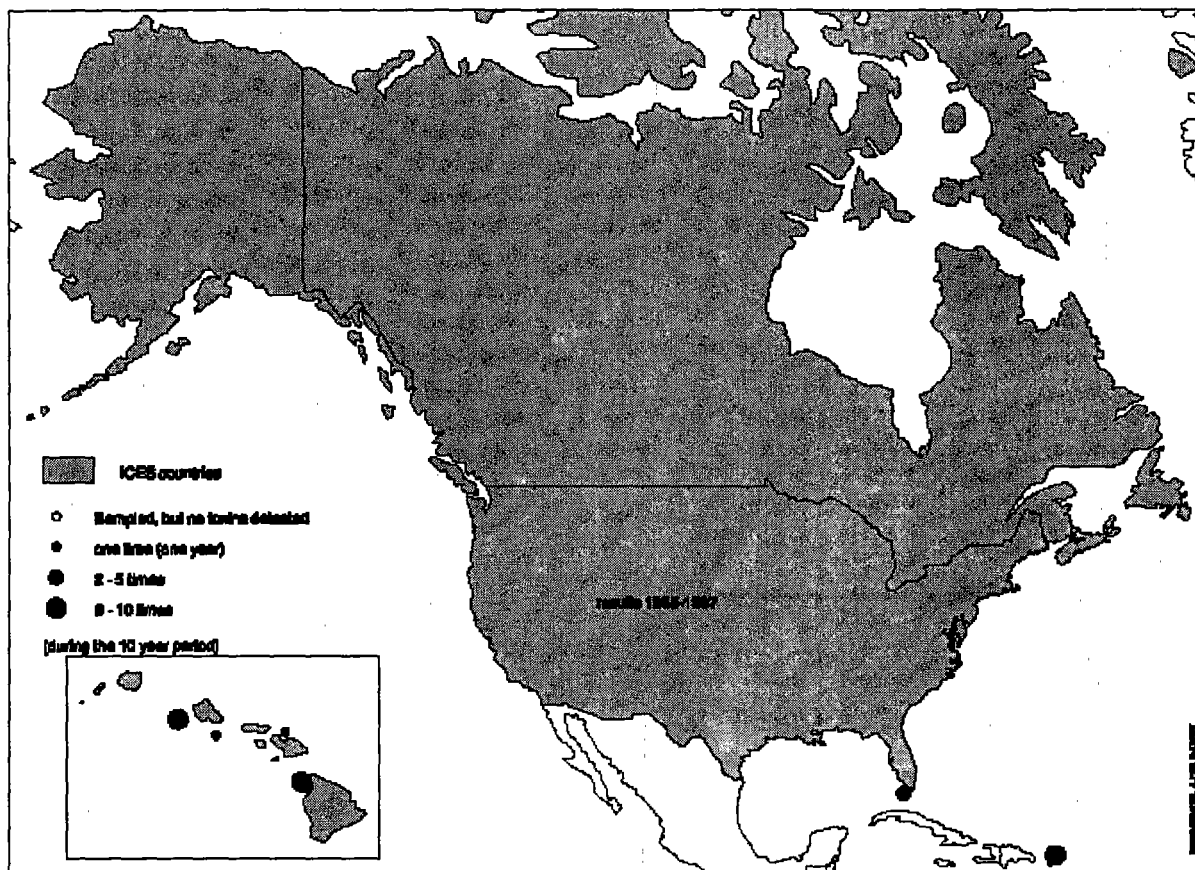 ICES countries
Sampled, but no toxins detected
one time (one year)
2 - 5 times
6 - 10 times
(during the 10 year period)
results